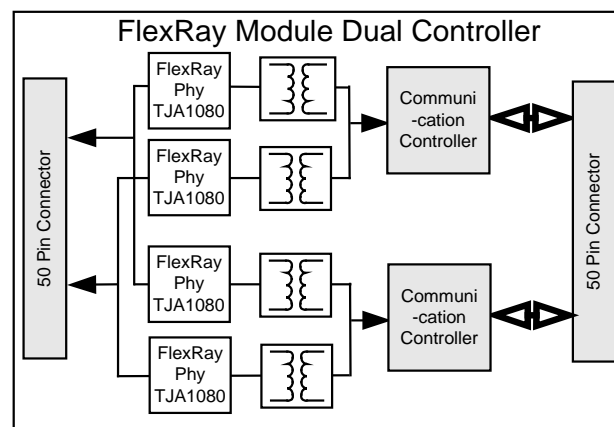 FlexRay Module Dual Controller
50 Pin Connector
FlexRay
Phy
TJA1080
FlexRay
Phy
TJA1080
FlexRay
Phy
TJA1080
FlexRay
Phy
TJA1080
Communi
-cation
Controller
Communi
-cation
Controller
50 Pin Connector